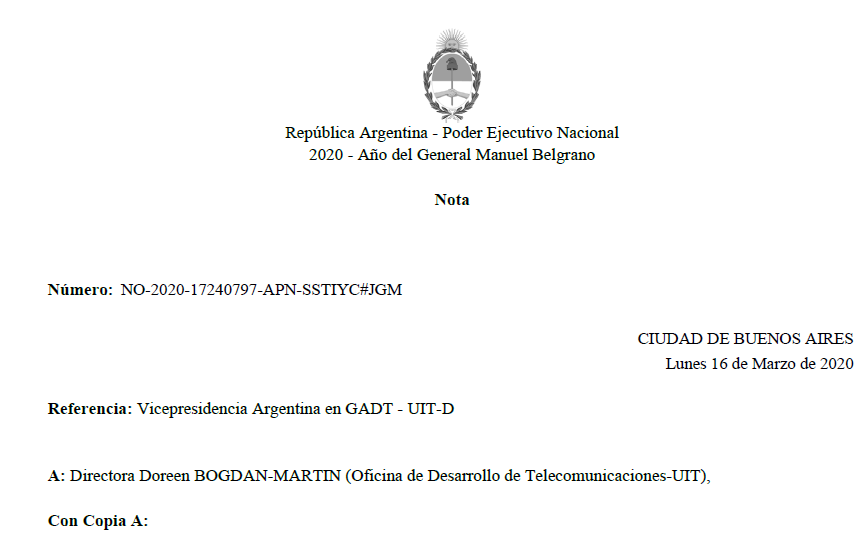 República Argentina - Poder Ejecutivo Nacional
2020 - Año del General Manuel Belgrano
Nota
Número: NO-2020-17240797-APN-SSTIYC#JGM
CIUDAD DE BUENOS AIRES
Lunes 16 de Marzo de 2020
Referencia: Vicepresidencia Argentina en GADT - UIT-D
A: Directora Doreen BOGDAN-MARTIN (Oficina de Desarrollo de Telecomunicaciones-UIT),
Con Copia A: